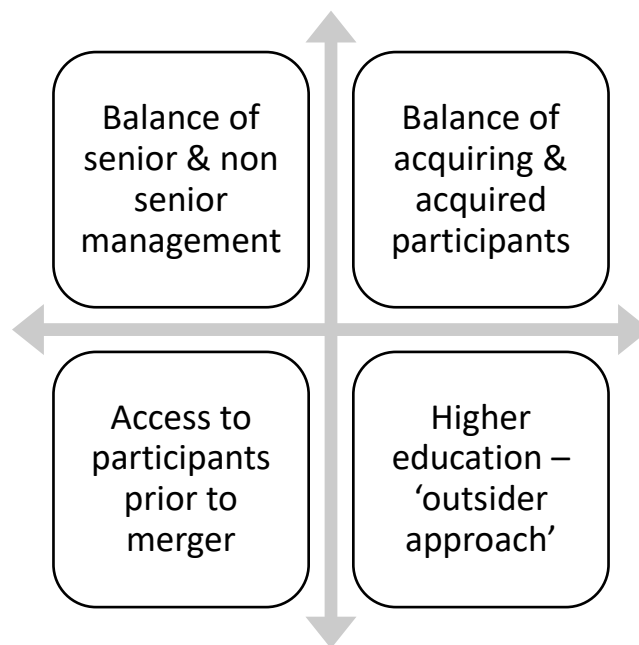 Balance of
senior & non
senior
management
Balance of
acquiring &
acquired
participants
Access to
participants
prior to
merger
Higher
education –
‘outsider
approach’